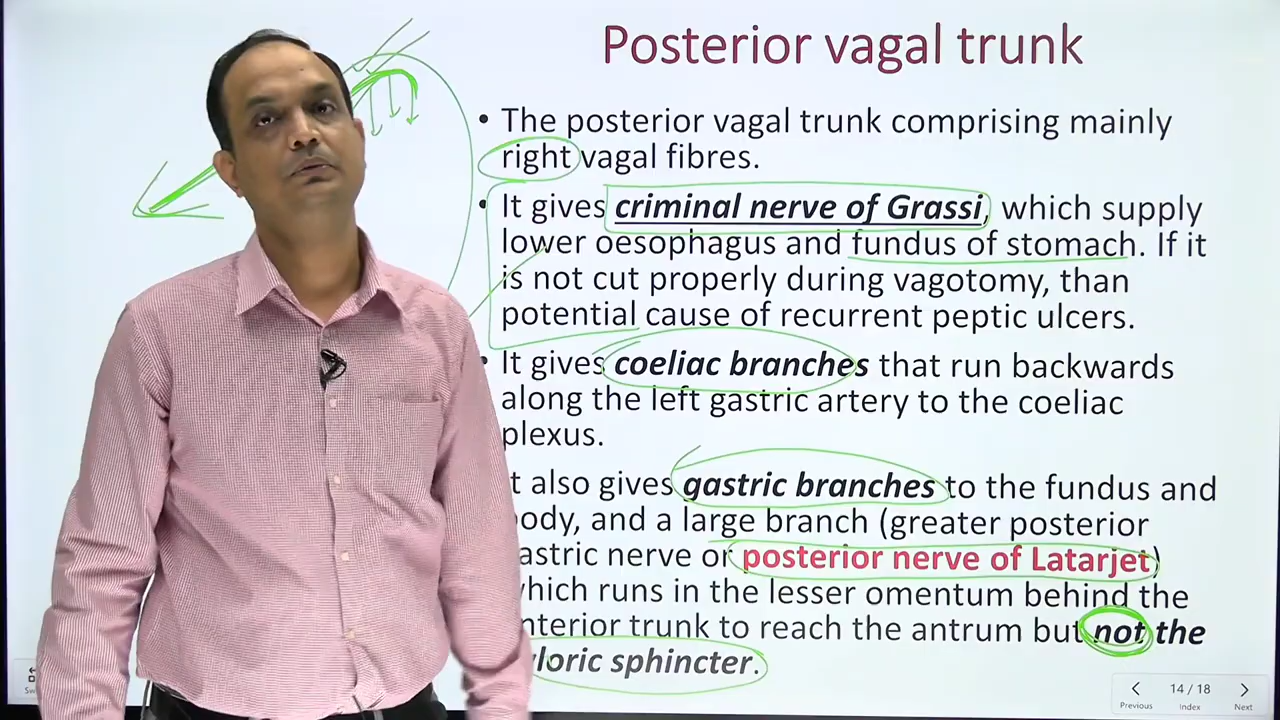 Posterior vagal trunk
• The posterior vagal trunk comprising mainly
right vagal fibres.
• It gives criminal nerve of Grassi, which supply
lower oesophagus and fundus of stomach. If it
is not cut properly during vagotomy, than
potential cause of recurrent peptic ulcers.
• It gives coeliac branches that run backwards
along the left gastric artery to the coeliac
plexus.
t also gives gastric branches to the fundus and
ody, and a large branch (greater posterior
astric nerve or posterior nerve of Latarjet)
which runs in the lesser omentum behind the
nterior trunk to reach the antrum but not the
loric sphincter.
14 / 18
Previous Index Next